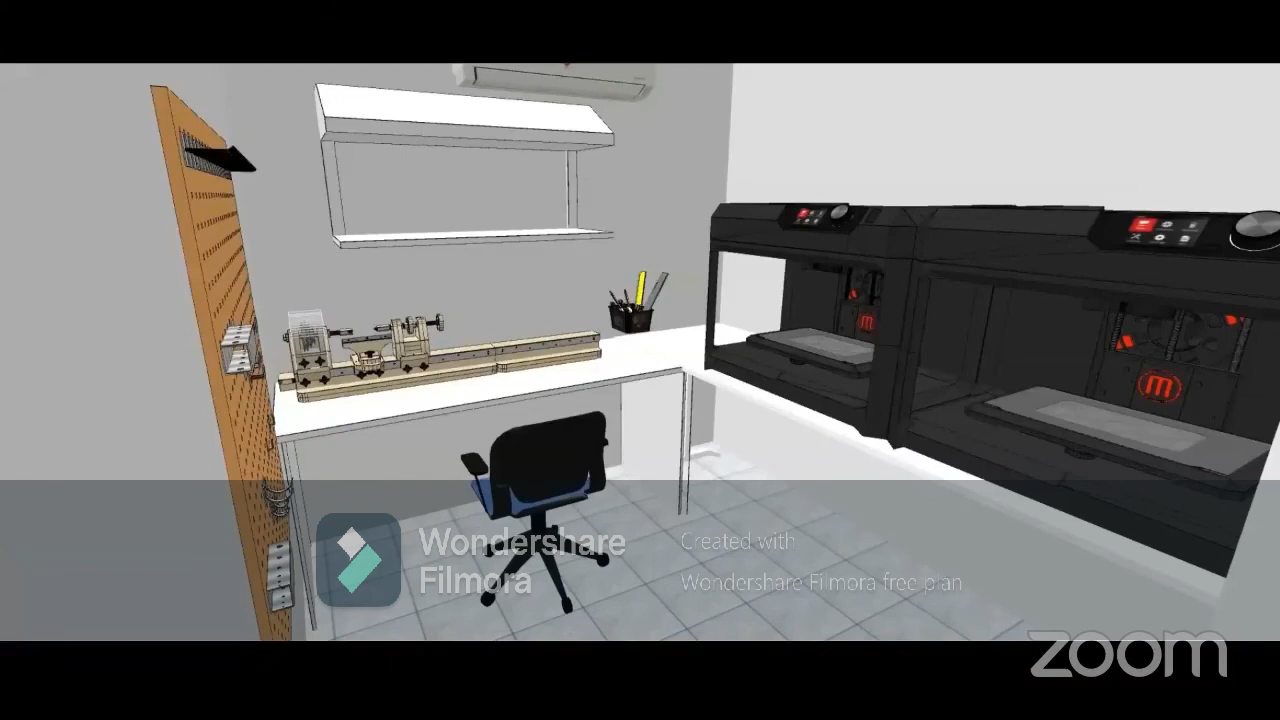 Wondershare
Filmora
Created with
Wondershare Filmora free plan
zoom